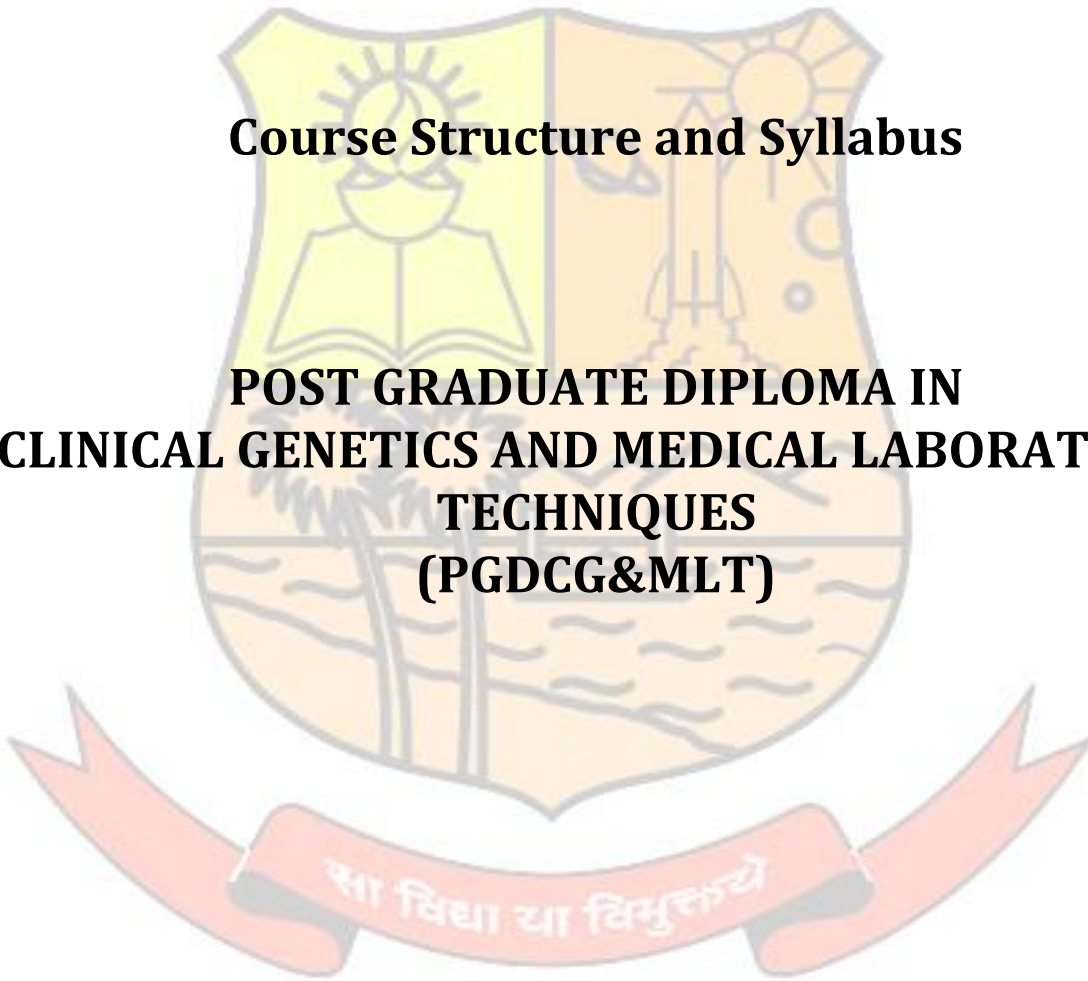 Course Structure and Syllabus
POST GRADUATE DIPLOMA IN
CLINICAL GENETICS AND MEDICAL LABORAT
TECHNIQUES
(PGDCG&MLT)
सा विद्या या विमुक्तये